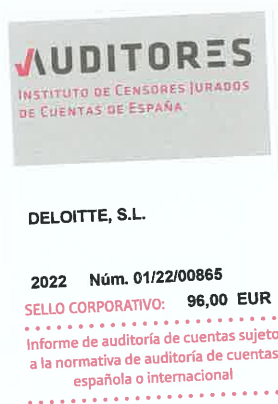 AUDITORES
INSTITUTO DE CENSORES JURADOS
DE CUENTAS DE ESPAÑA
DELOITTE, S.L.
2022 Núm. 01/22/00865
SELLO CORPORATIVO: 96,00 EUR
Informe de auditoría de cuentas sujeto
a la normativa de auditoría de cuentas
española o internacional